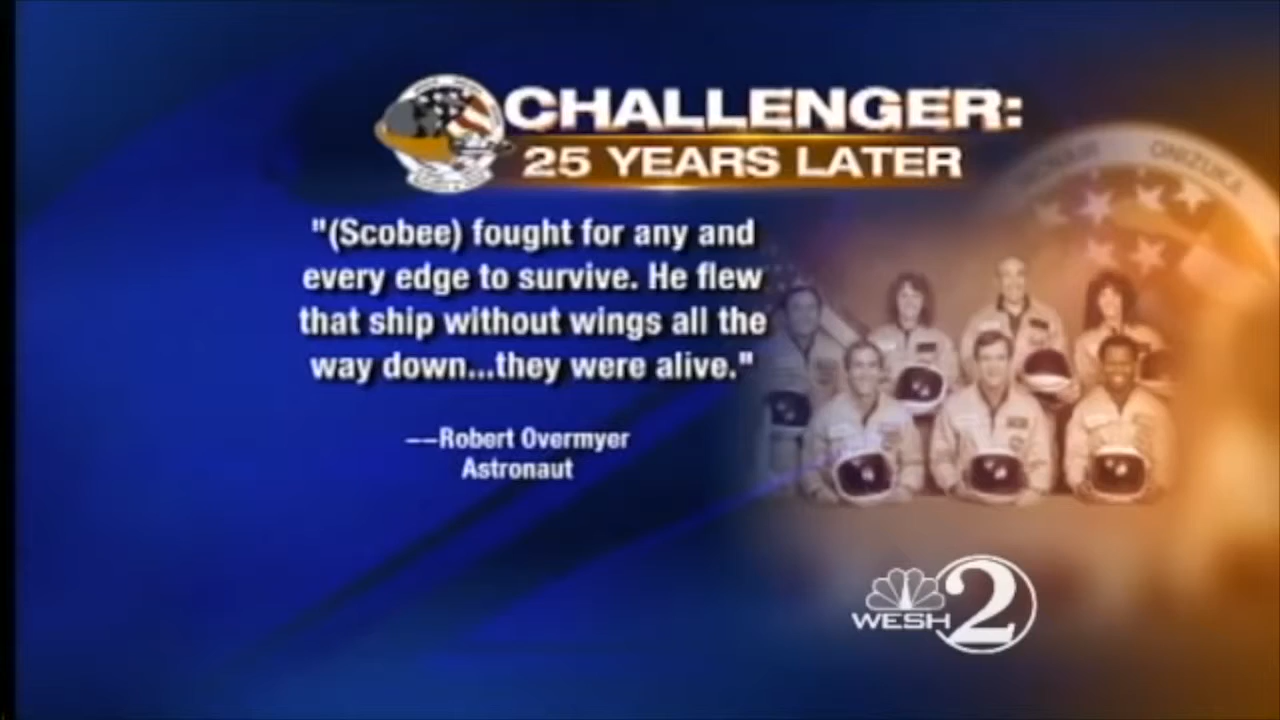 CHALLENGER:
25 YEARS LATER
"(Scobee) fought for any and
every edge to survive. He flew
that ship without wings all the
way down...they were alive."
––Robert Overmyer
Astronaut
ONIZUKA
WESH 2